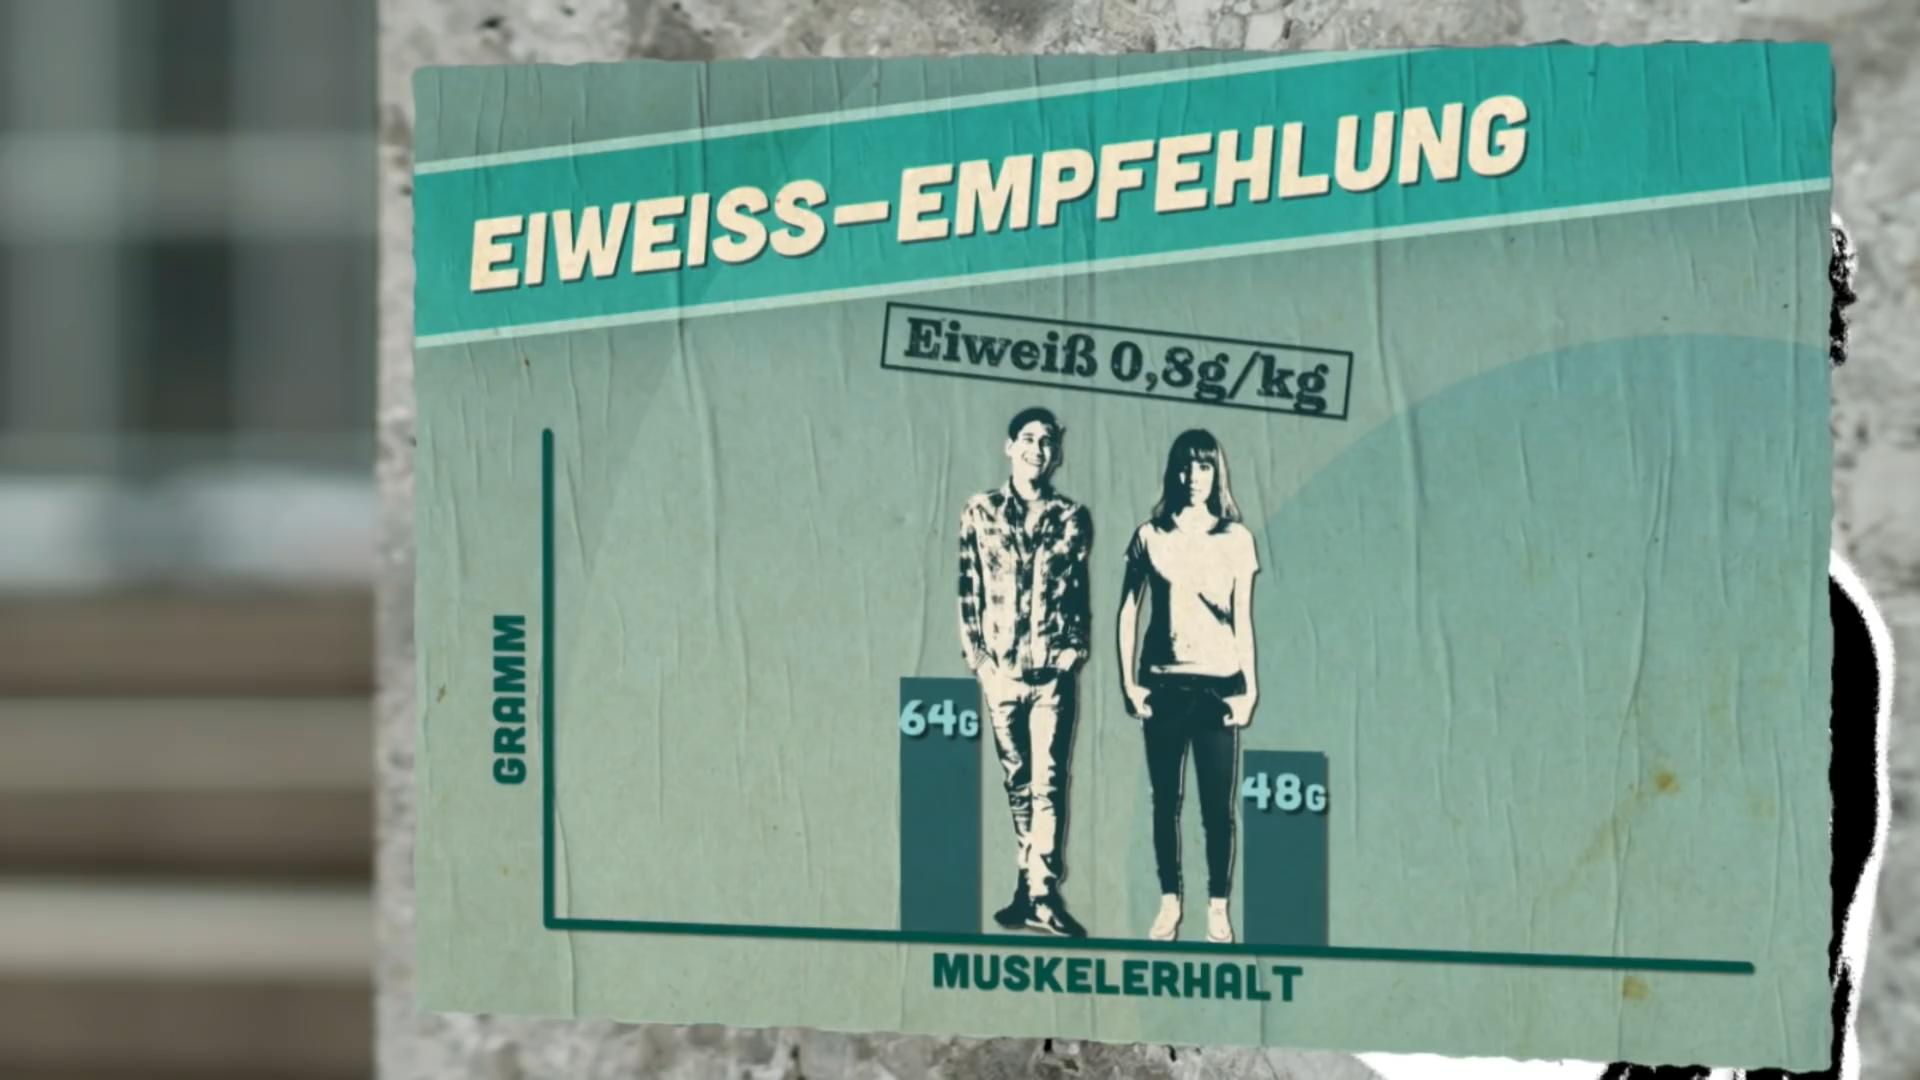 EIWEISS-EMPFEHLUNG
Eiweiß 0,8g/kg
GRAMM
64G
48G
MUSKELERHALT